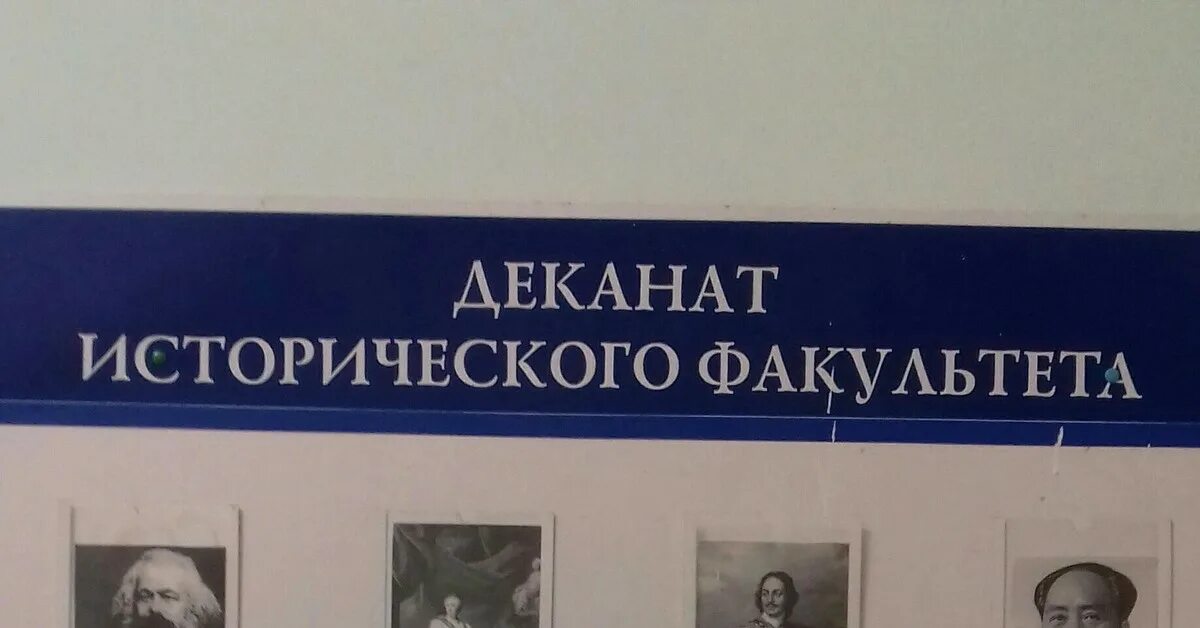 ДЕКАНАТ
ИСТОРИЧЕСКОГО ФАКУЛЬТЕТА